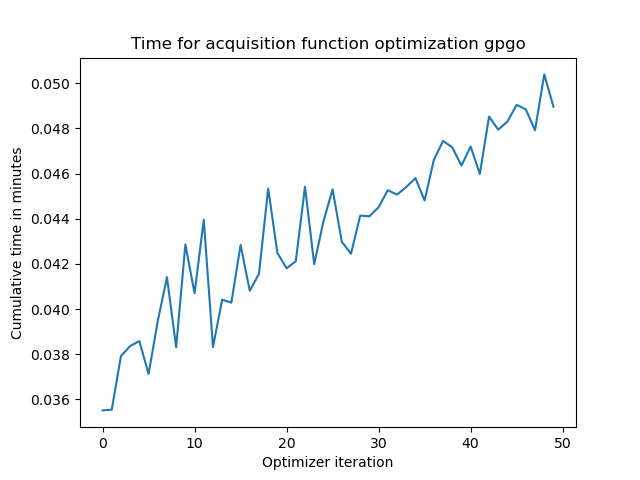 Time for acquisition function optimization gpgo
0.050
0.048
0.046
0.044
0.042
0.040
0.038
0.036
Cumulative time in minutes
0 10 20 30 40 50
Optimizer iteration